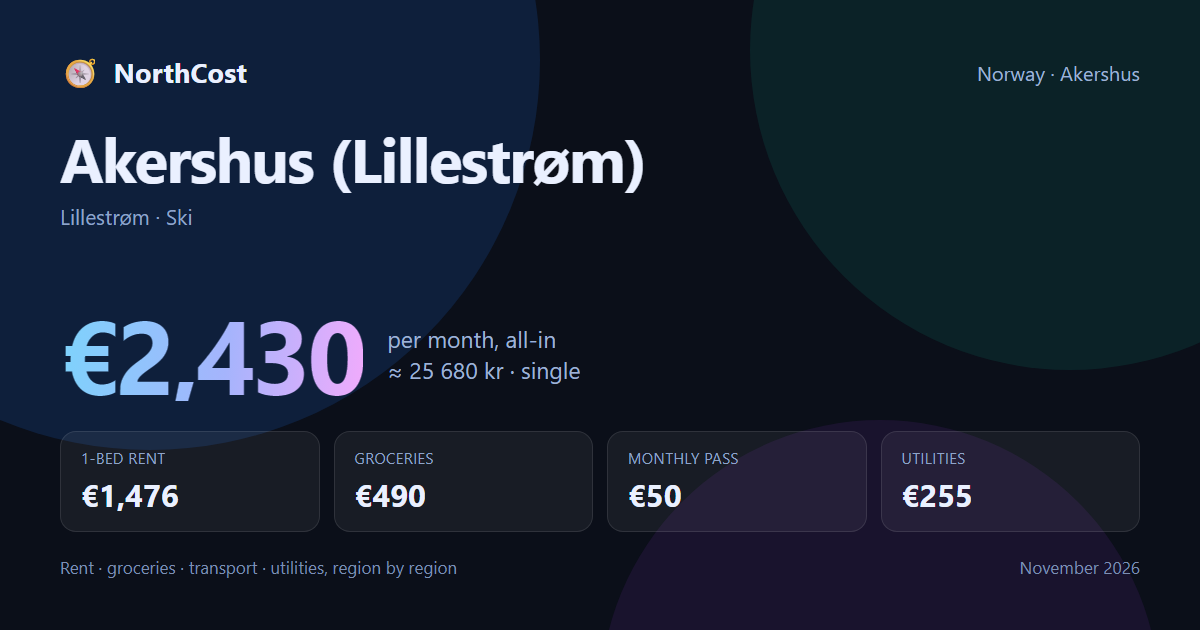 NorthCost
Norway · Akershus
Akershus (Lillestrøm)
Lillestrøm · Ski
€2,430
per month, all-in
≈ 25 680 kr · single
1-BED RENT
€1,476
GROCERIES
€490
MONTHLY PASS
€50
UTILITIES
€255
Rent · groceries · transport · utilities, region by region
November 2026